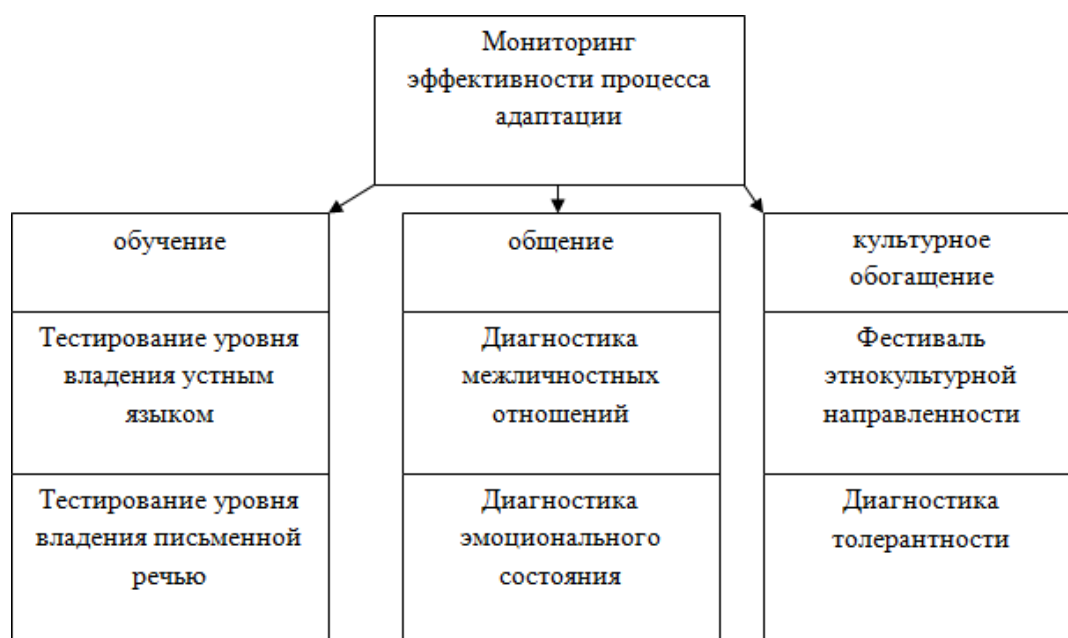 Мониторинг
эффективности процесса
адаптации
обучение
общение
культурное
обогащение
Тестирование уровня
владения устным
языком
Диагностика
межличностных
отношений
Фестиваль
этнокультурной
направленности
Тестирование уровня
владения письменной
речью
Диагностика
эмоционального
состояния
Диагностика
толерантности